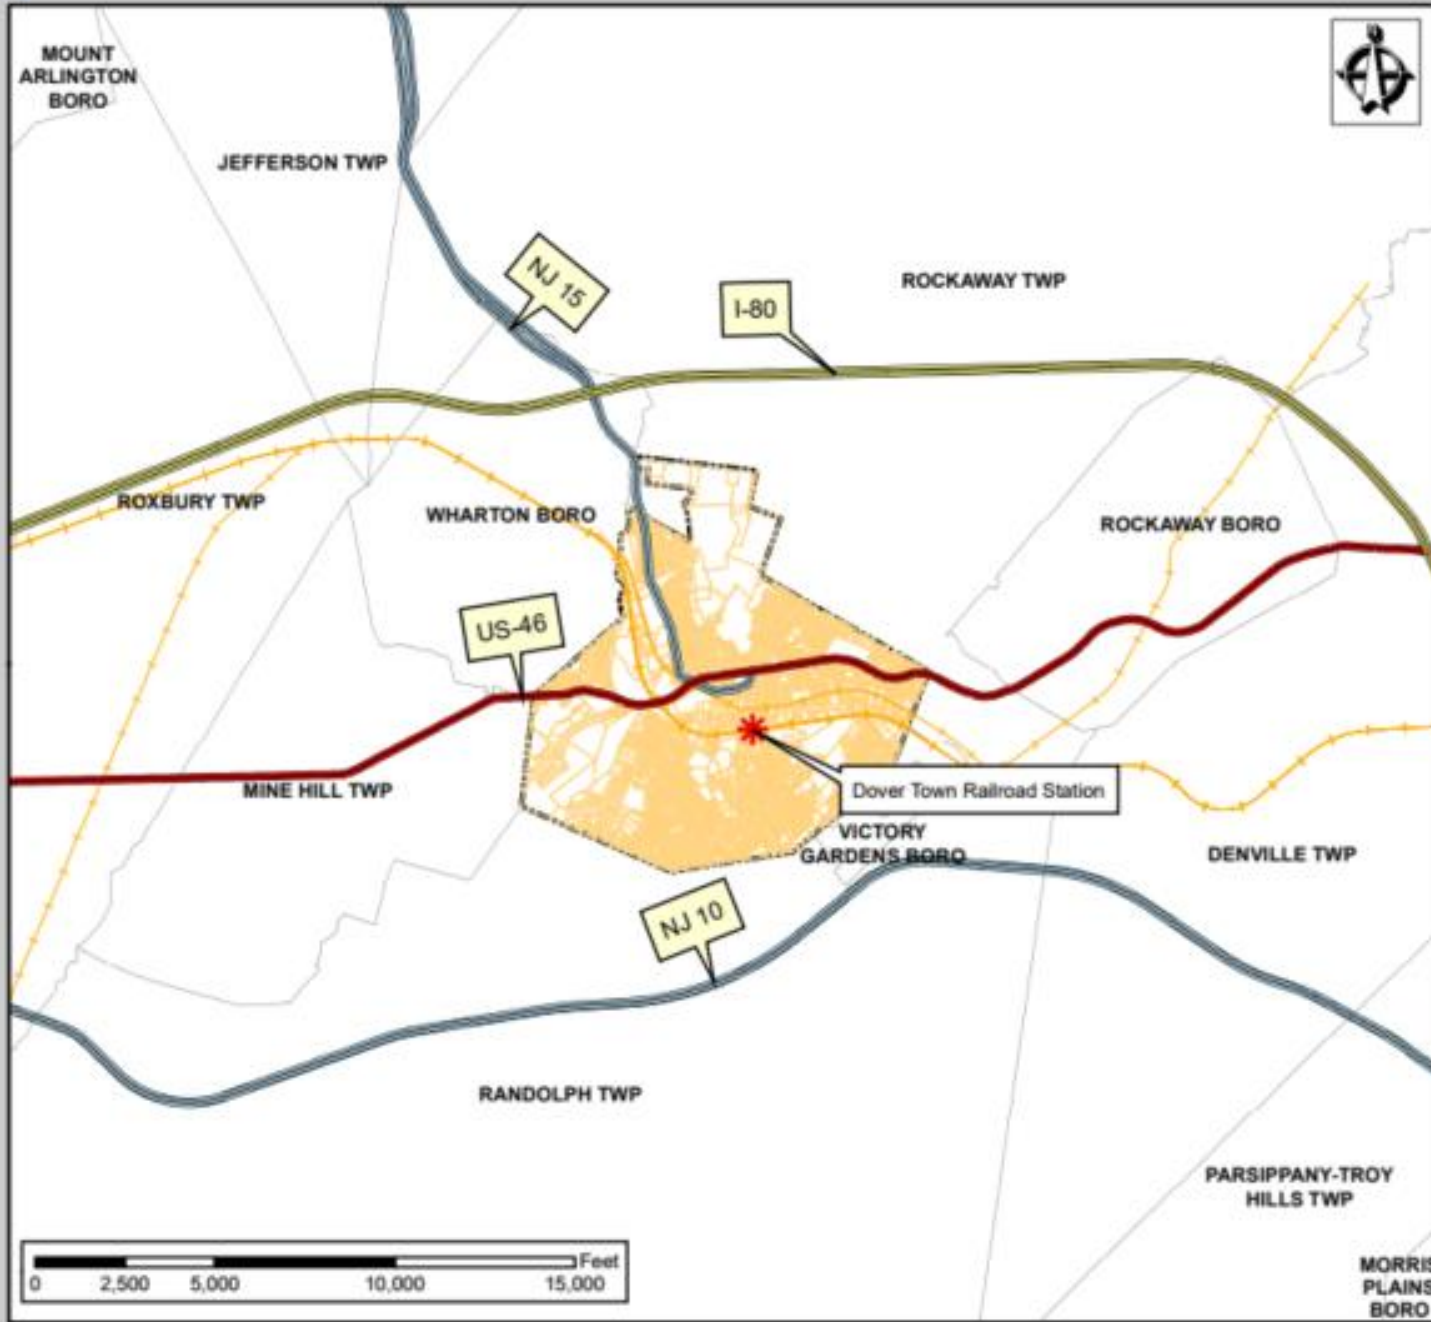 MOUNT
ARLINGTON
BORO
JEFFERSON TWP
NJ 15
I-80
ROCKAWAY TWP
ROXBURY TWP
WHARTON BORO
ROCKAWAY BORO
US-46
MINE HILL TWP
Dover Town Railroad Station
VICTORY
GARDENS BORO
DENVILLE TWP
NJ 10
RANDOLPH TWP
PARSIPPANY-TROY
HILLS TWP
MORRIS
PLAINS
BORO
Feet
0 2,500 5,000 10,000 15,000